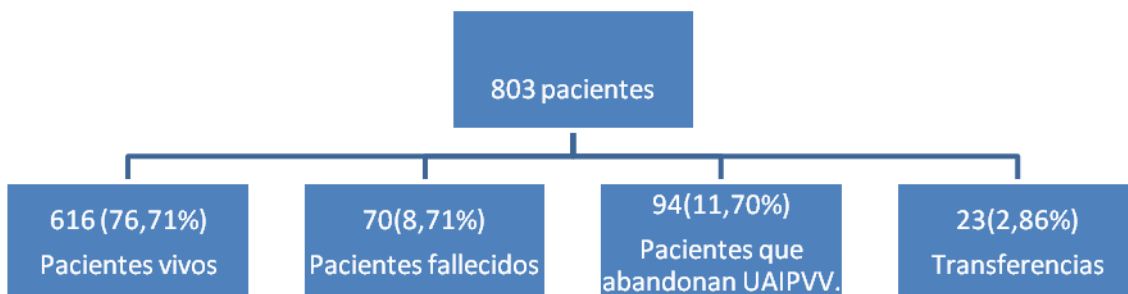 803 pacientes
616 (76,71%)
Pacientes vivos
70(8,71%)
Pacientes fallecidos
94(11,70%)
Pacientes que
abandonan UAIPVV.
23(2,86%)
Transferencias